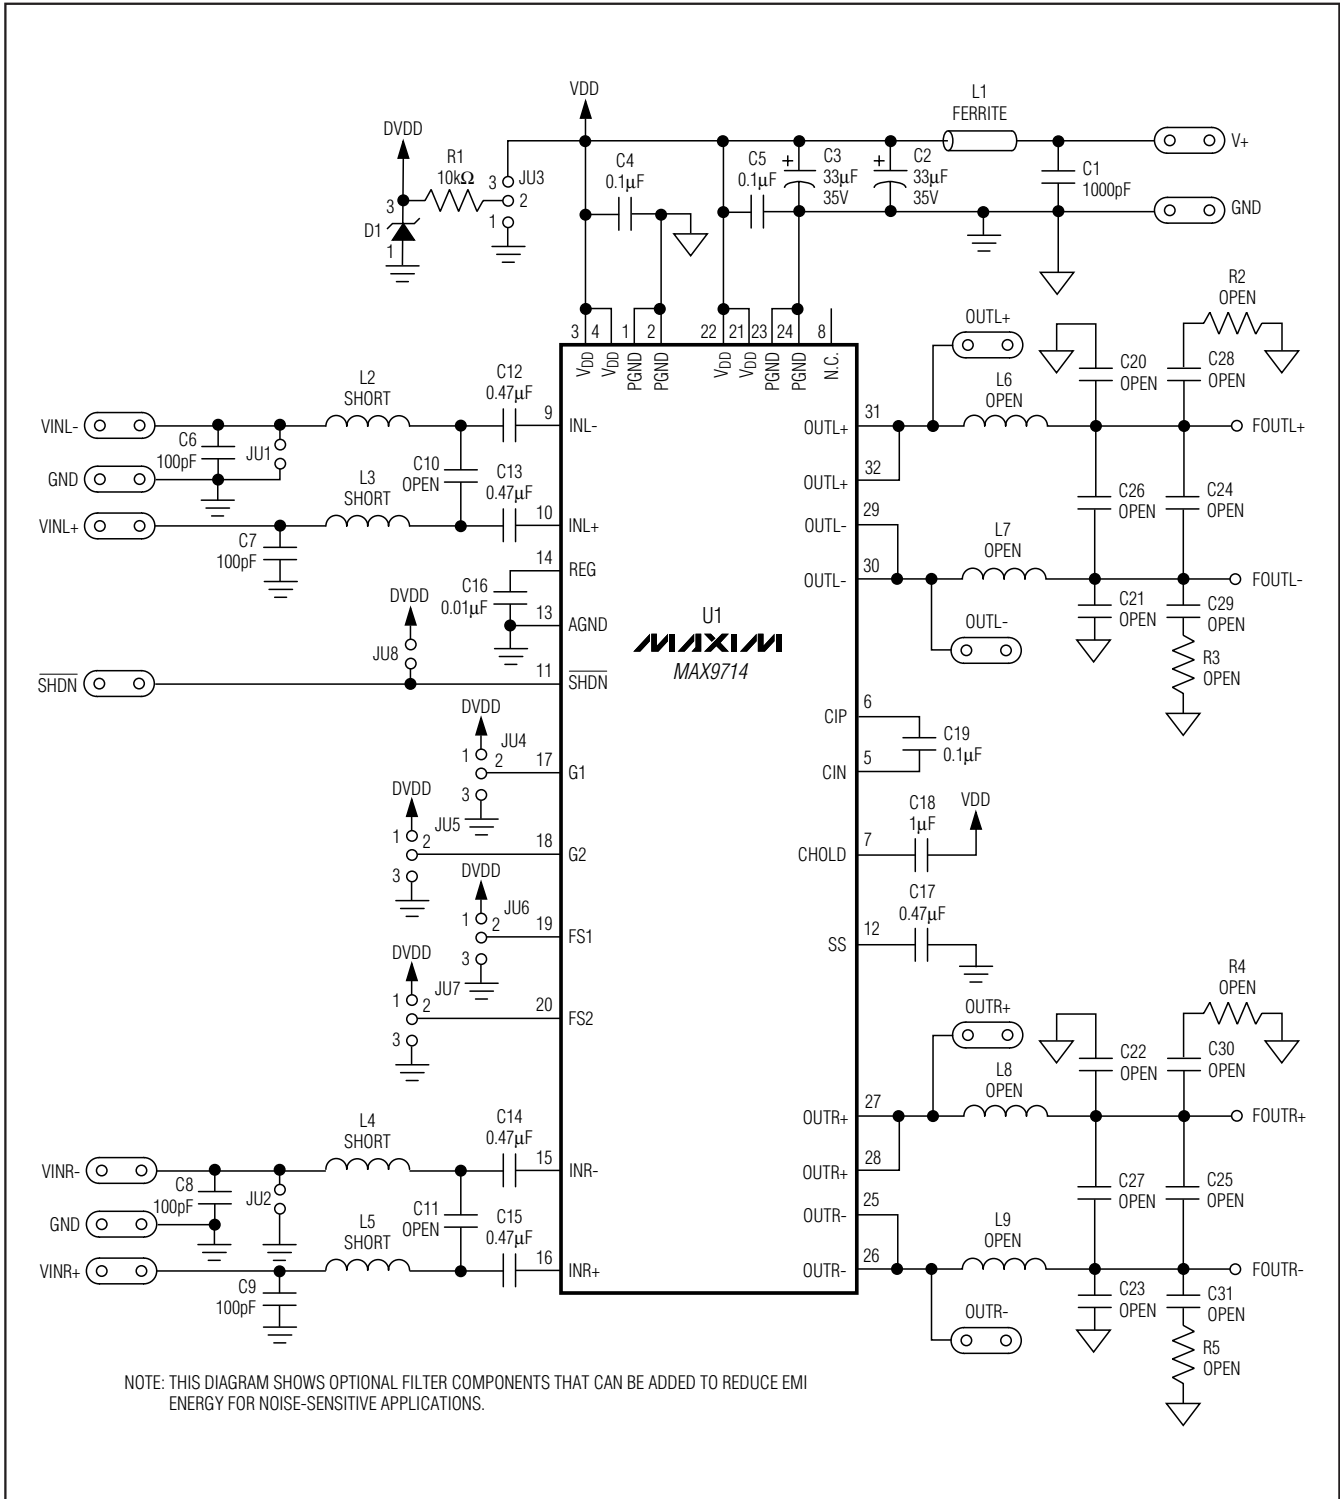 VDD
L1
FERRITE
DVDD
V+
R1
10kΩ
3
JU3
2
1
C4
0.1µF
C5
0.1µF
+
C3
33µF
35V
+
C2
33µF
35V
C1
1000pF
GND
3
D1
1
R2
OPEN
OUTL+
3
4
1
2
22
21
23
24
8
VDD
VDD
PGND
PGND
VDD
VDD
PGND
PGND
N.C.
C20
OPEN
C28
OPEN
L2
SHORT
C12
0.47µF
L6
OPEN
VINL-
9
INL-
OUTL+
31
FOUTL+
C6
100pF
JU1
C10
OPEN
C13
0.47µF
GND
L3
SHORT
OUTL+
32
C26
OPEN
C24
OPEN
VINL+
10
INL+
OUTL-
29
C7
100pF
L7
OPEN
14
REG
OUTL-
30
FOUTL-
DVDD
C16
0.01µF
13
AGND
C21
OPEN
C29
OPEN
U1
MAXIM
MAX9714
OUTL-
JU8
R3
OPEN
SHDN
11
SHDN
DVDD
CIP
6
JU4
1
2
3
17
G1
C19
0.1µF
CIN
5
DVDD
C18
1µF
VDD
JU5
1
2
3
18
G2
CHOLD
7
DVDD
C17
0.47µF
JU6
1
2
3
19
FS1
SS
12
DVDD
R4
OPEN
JU7
1
2
3
20
FS2
OUTR+
C22
OPEN
C30
OPEN
L8
OPEN
L4
SHORT
C14
0.47µF
OUTR+
27
FOUTR+
VINR-
15
INR-
OUTR+
28
C8
100pF
JU2
C11
OPEN
C15
0.47µF
C27
OPEN
C25
OPEN
GND
L5
SHORT
OUTR-
25
L9
OPEN
VINR+
16
INR+
OUTR-
26
FOUTR-
C9
100pF
C23
OPEN
C31
OPEN
OUTR-
R5
OPEN
NOTE: THIS DIAGRAM SHOWS OPTIONAL FILTER COMPONENTS THAT CAN BE ADDED TO REDUCE EMI
ENERGY FOR NOISE-SENSITIVE APPLICATIONS.